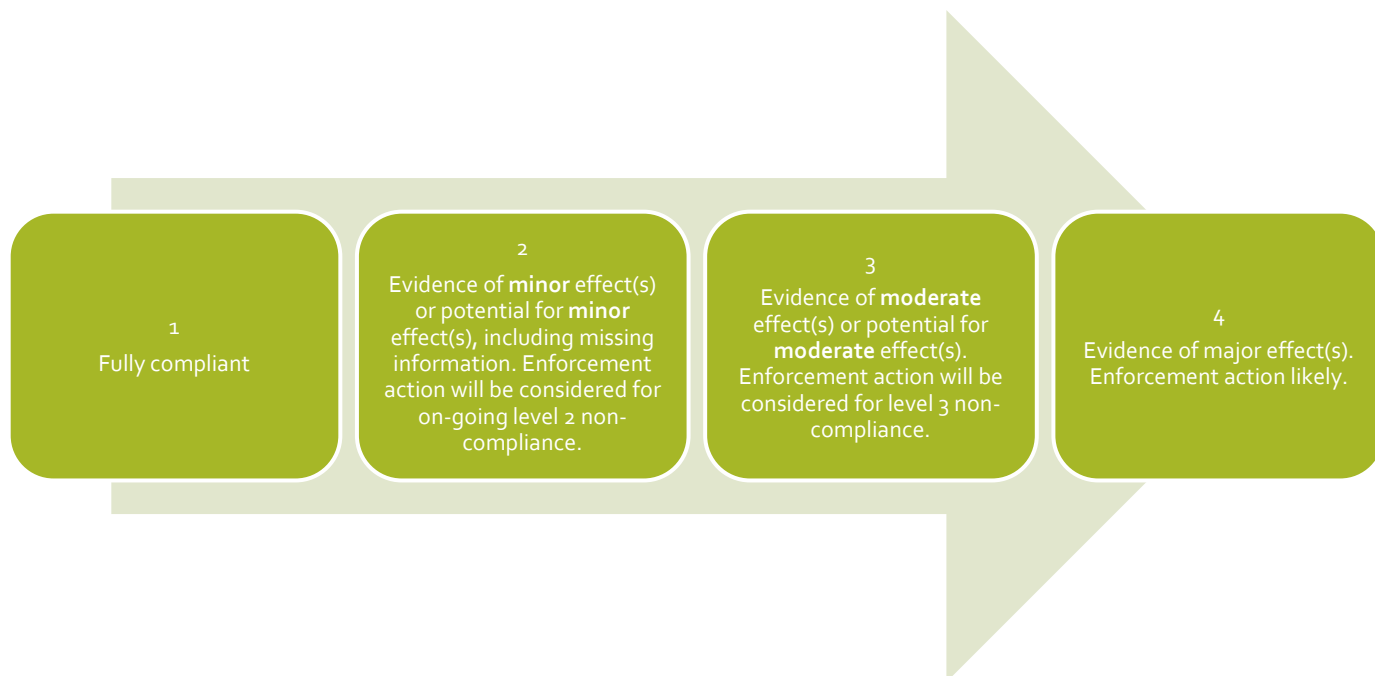 1
Fully compliant
2
Evidence of minor effect(s)
or potential for minor
effect(s), including missing
information. Enforcement
action will be considered for
on-going level 2 non-
compliance.
3
Evidence of moderate
effect(s) or potential for
moderate effect(s).
Enforcement action will be
considered for level 3 non-
compliance.
4
Evidence of major effect(s).
Enforcement action likely.